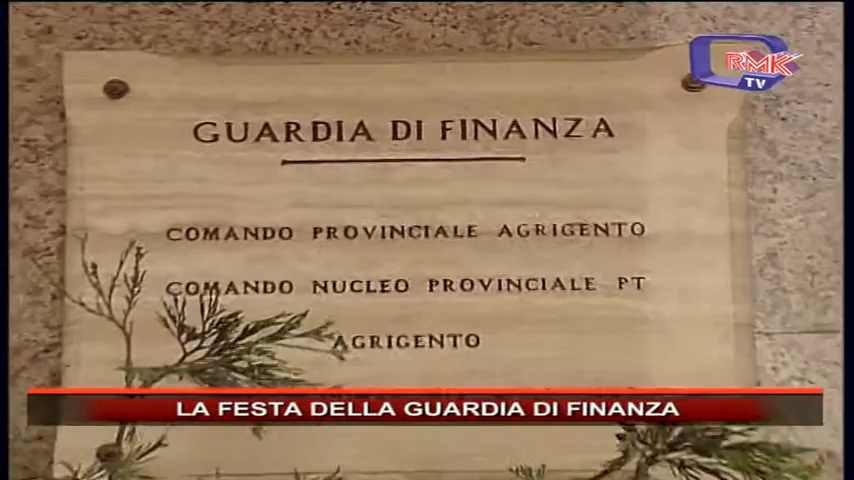 RMK
TV
GUARDIA DI FINANZA
COMANDO PROVINCIALE AGRIGENTO
COMANDO NUCLEO PROVINCIALE PT
AGRIGENTO
LA FESTA DELLA GUARDIA DI FINANZA